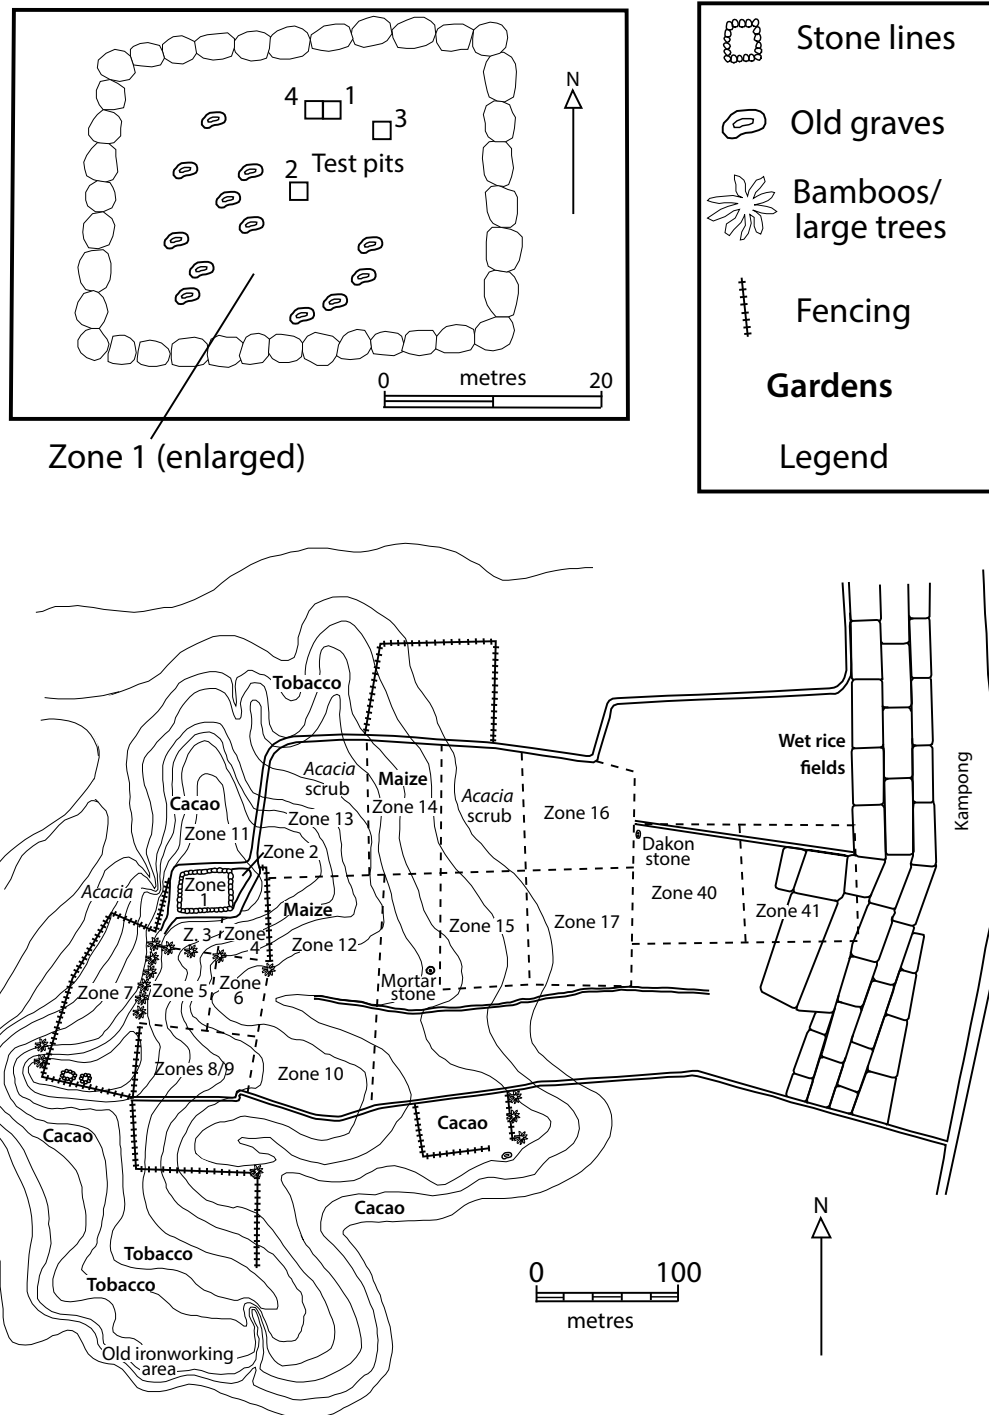 4
1
3
2
Test pits
N
0
metres
20
Zone 1 (enlarged)
Stone lines
Old graves
Bamboos/
large trees
Fencing
Gardens
Legend
Tobacco
Acacia
scrub
Maize
Zone 14
Acacia
scrub
Zone 13
Zone 16
Wet rice
fields
Kampong
Cacao
Zone 11
Zone 2
Dakon
stone
Zone
1
Acacia
Maize
Zone 40
Zone 41
Z. 3
Zone
4
Zone 12
Zone 15
Zone 17
Zone 7
Zone 5
Zone
6
Mortar
stone
Zones 8/9
Zone 10
Cacao
Cacao
Cacao
Tobacco
Tobacco
Old ironworking
area
N
0
100
metres